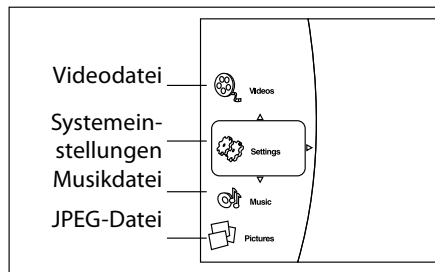 Videodatei
Videos
Systemein-
stellungen
Settings
Musikdatei
Music
JPEG-Datei
Pictures